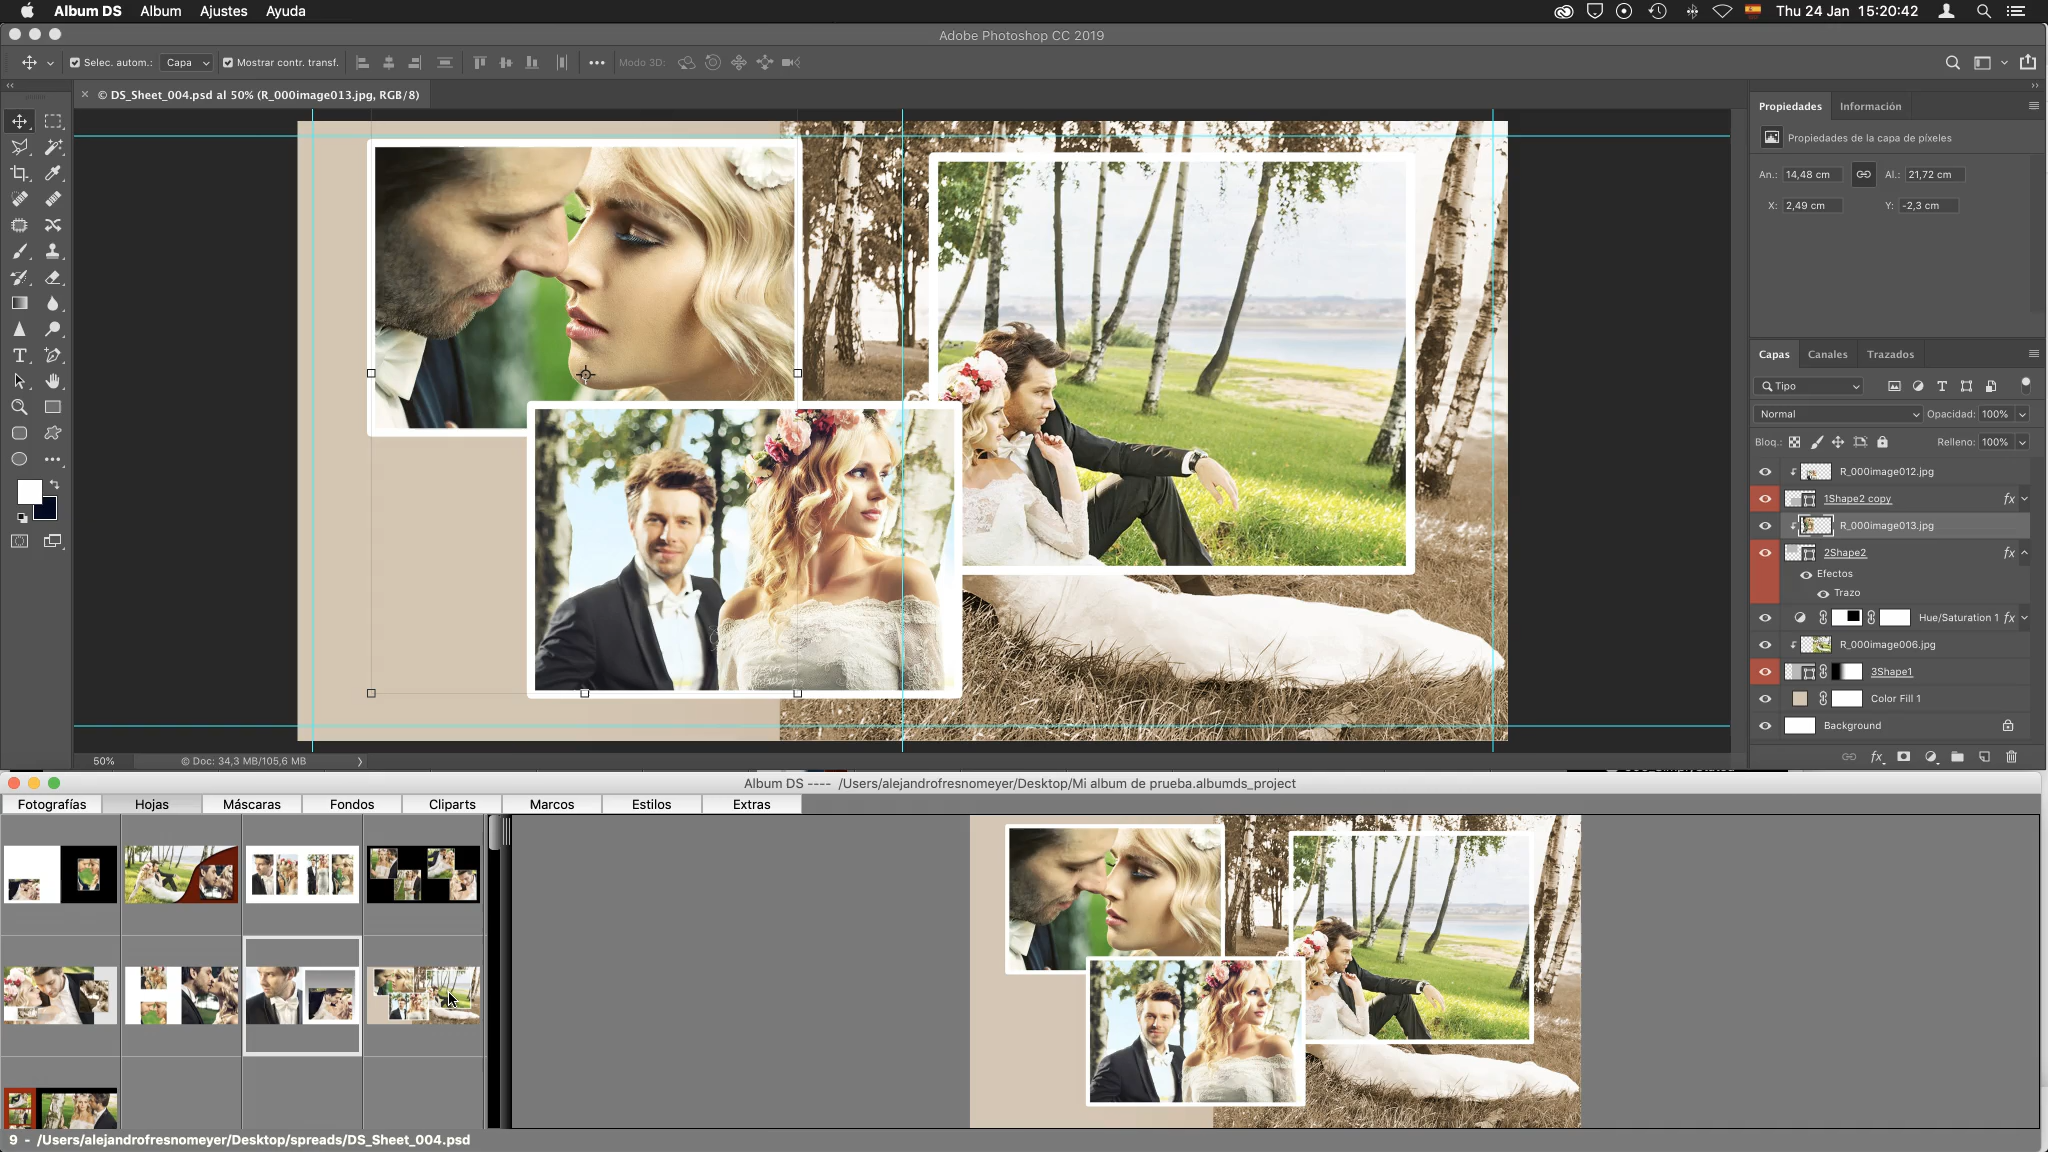 Album DS Album Ajustes Ayuda
Thu 24 Jan 15:20:42
Adobe Photoshop CC 2019
Selec. autom.: Capa Mostrar contr. transf. Modo 3D:
× © DS_Sheet_004.psd al 50% (R_000image013.jpg, RGB/8)
Propiedades Información
Propiedades de la capa de píxeles
An.: 14,48 cm Al.: 21,72 cm
X: 2,49 cm Y: -2,3 cm
Capas Canales Trazados
Tipo
Normal Opacidad: 100%
Bloq.: Relleno: 100%
R_000image012.jpg
1Shape2 copy fx
R_000image013.jpg
2Shape2 fx
Efectos
Trazo
Hue/Saturation 1 fx
R_000image006.jpg
3Shape1
Color Fill 1
Background
fx
50% © Doc: 34,3 MB/105,6 MB
Album DS ---- /Users/alejandrofresnomeyer/Desktop/Mi album de prueba.albumds_project
Fotografías Hojas Máscaras Fondos Cliparts Marcos Estilos Extras
9 - /Users/alejandrofresnomeyer/Desktop/spreads/DS_Sheet_004.psd